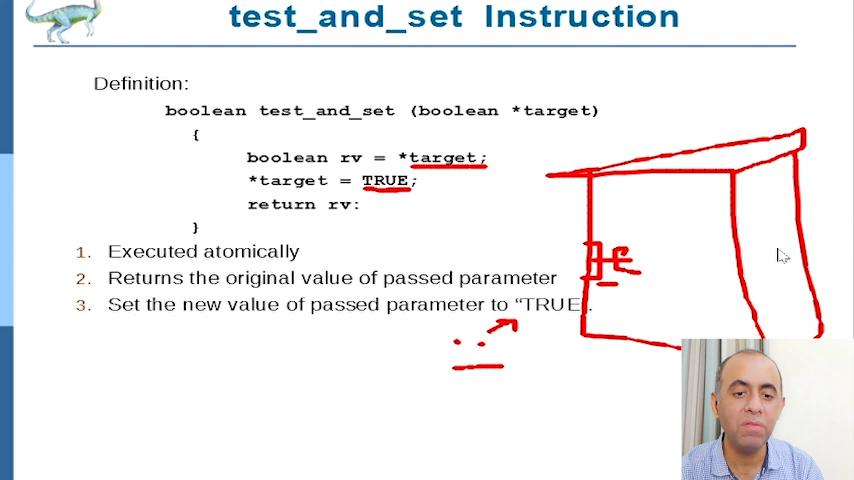 test_and_set Instruction
Definition:
boolean test_and_set (boolean *target)
{
boolean rv = *target;
*target = TRUE;
return rv:
}
1. Executed atomically
2. Returns the original value of passed parameter
3. Set the new value of passed parameter to “TRUE”.